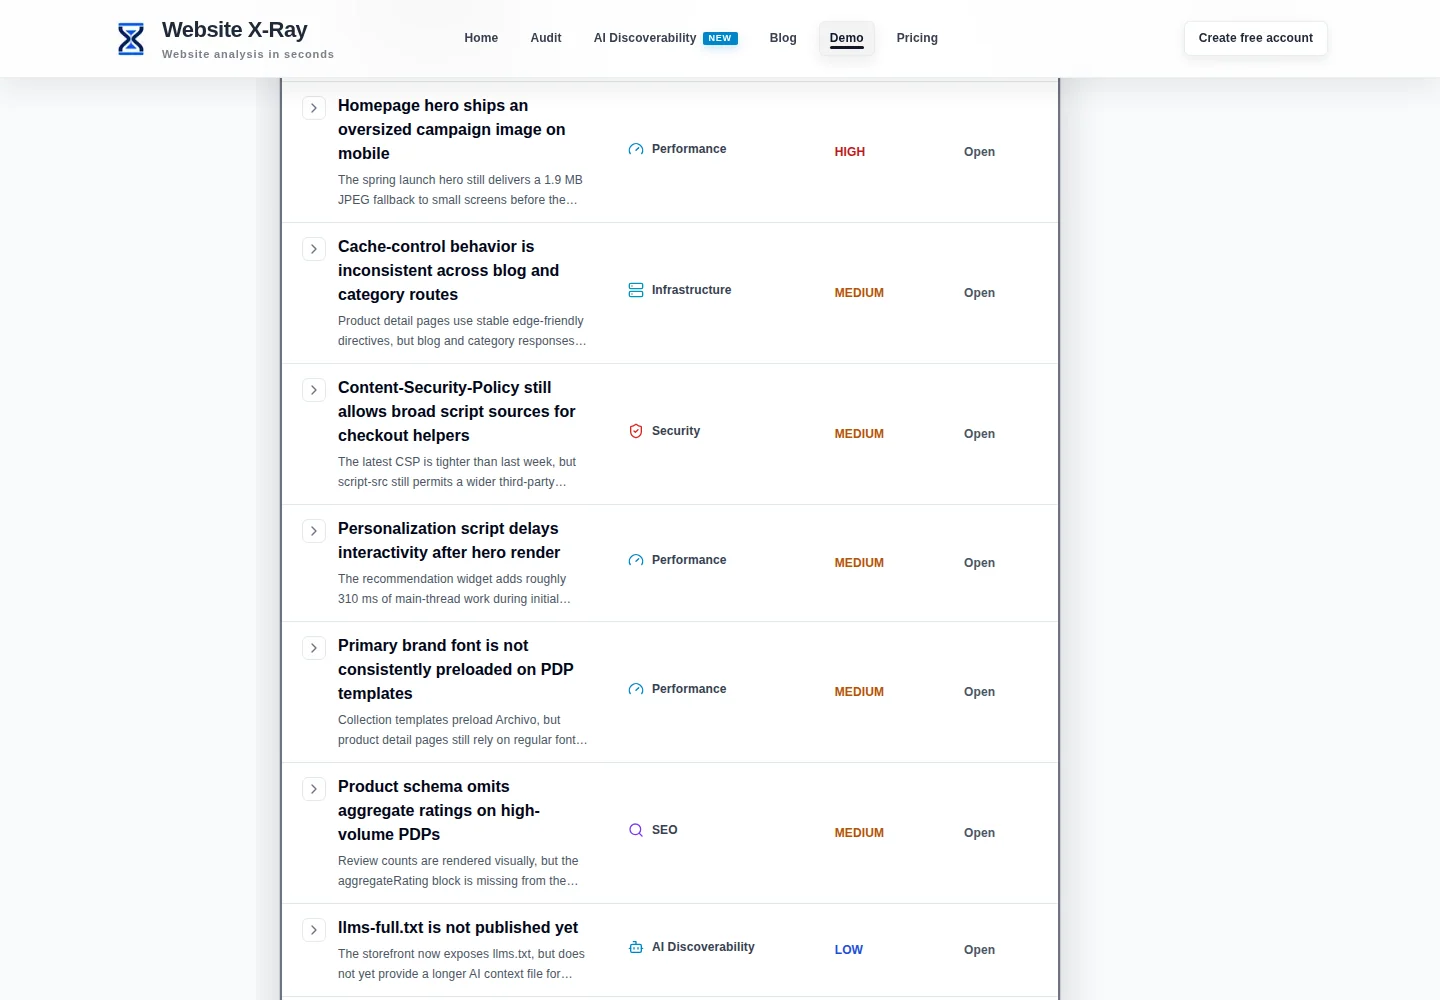 Website X-Ray
Website analysis in seconds
Home
Audit
AI Discoverability NEW
Blog
Demo
Pricing
Create free account
Homepage hero ships an
oversized campaign image on
mobile
The spring launch hero still delivers a 1.9 MB
JPEG fallback to small screens before the…
Performance
HIGH
Open
Cache-control behavior is
inconsistent across blog and
category routes
Product detail pages use stable edge-friendly
directives, but blog and category responses…
Infrastructure
MEDIUM
Open
Content-Security-Policy still
allows broad script sources for
checkout helpers
The latest CSP is tighter than last week, but
script-src still permits a wider third-party…
Security
MEDIUM
Open
Personalization script delays
interactivity after hero render
The recommendation widget adds roughly
310 ms of main-thread work during initial…
Performance
MEDIUM
Open
Primary brand font is not
consistently preloaded on PDP
templates
Collection templates preload Archivo, but
product detail pages still rely on regular font…
Performance
MEDIUM
Open
Product schema omits
aggregate ratings on high-
volume PDPs
Review counts are rendered visually, but the
aggregateRating block is missing from the…
SEO
MEDIUM
Open
llms-full.txt is not published yet
The storefront now exposes llms.txt, but does
not yet provide a longer AI context file for…
AI Discoverability
LOW
Open